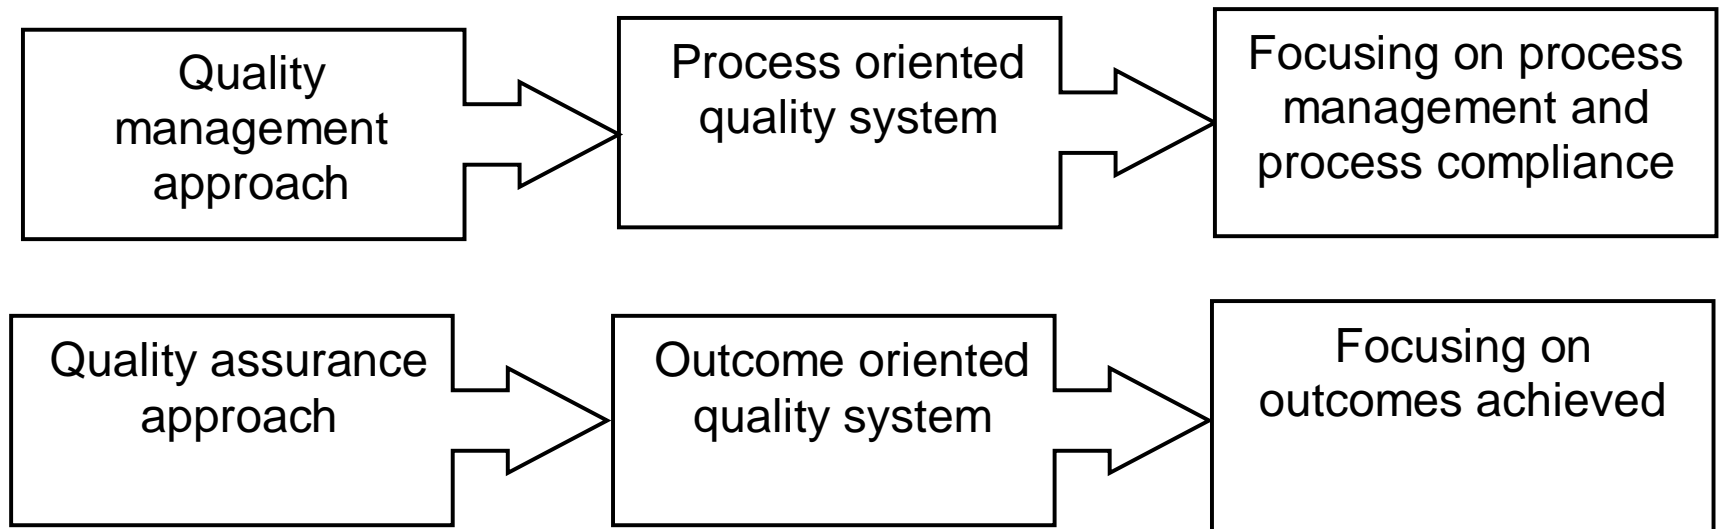 Quality
management
approach
Process oriented
quality system
Focusing on process
management and
process compliance
Quality assurance
approach
Outcome oriented
quality system
Focusing on
outcomes achieved